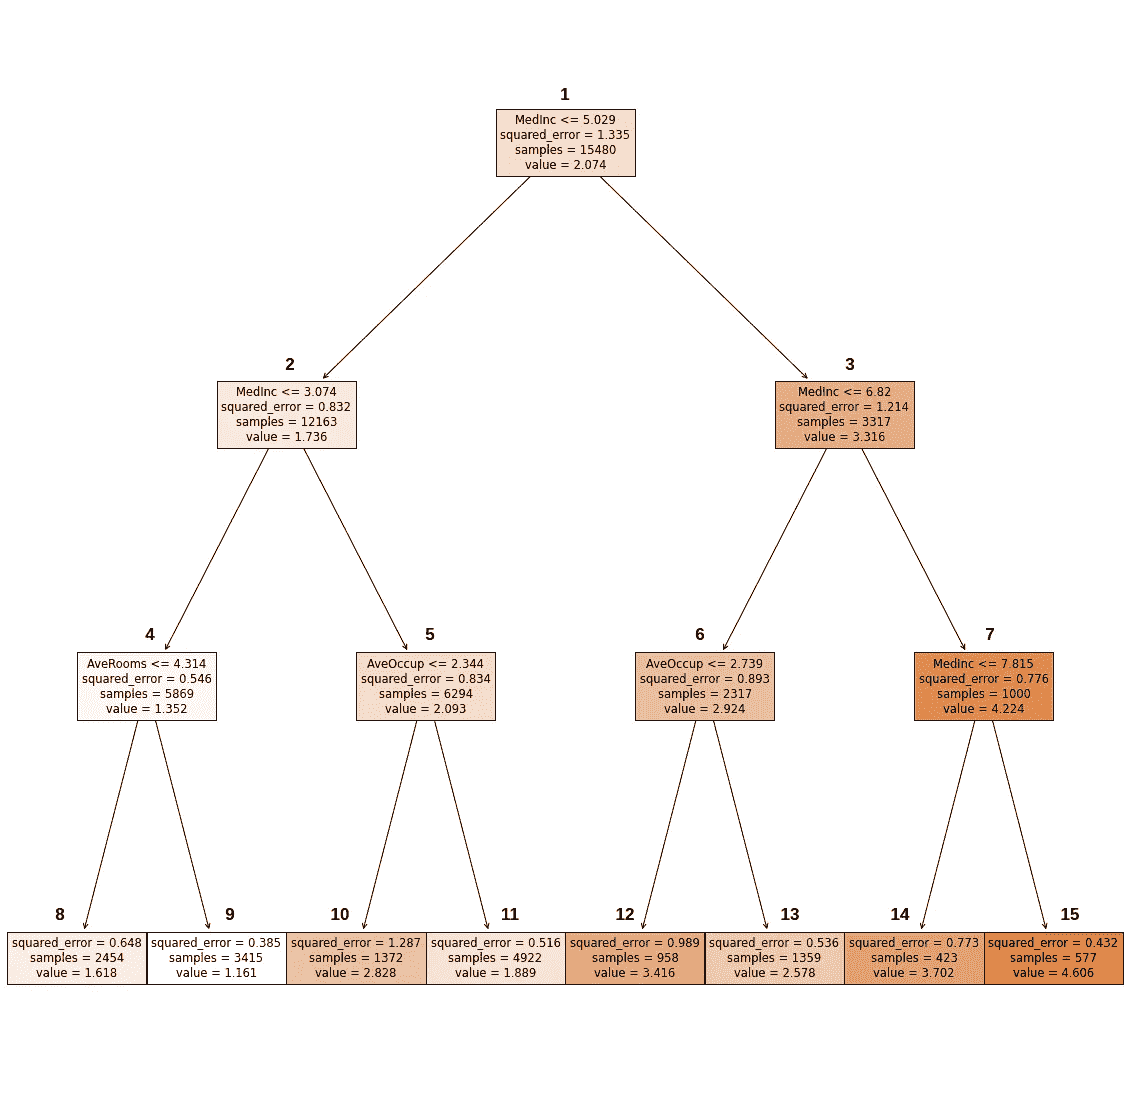 1
MedInc <= 5.029
squared_error = 1.335
samples = 15480
value = 2.074
2
MedInc <= 3.074
squared_error = 0.832
samples = 12163
value = 1.736
3
MedInc <= 6.82
squared_error = 1.214
samples = 3317
value = 3.316
4
AveRooms <= 4.314
squared_error = 0.546
samples = 5869
value = 1.352
5
AveOccup <= 2.344
squared_error = 0.834
samples = 6294
value = 2.093
6
AveOccup <= 2.739
squared_error = 0.893
samples = 2317
value = 2.924
7
MedInc <= 7.815
squared_error = 0.776
samples = 1000
value = 4.224
8
squared_error = 0.648
samples = 2454
value = 1.618
9
squared_error = 0.385
samples = 3415
value = 1.161
10
squared_error = 1.287
samples = 1372
value = 2.828
11
squared_error = 0.516
samples = 4922
value = 1.889
12
squared_error = 0.989
samples = 958
value = 3.416
13
squared_error = 0.536
samples = 1359
value = 2.578
14
squared_error = 0.773
samples = 423
value = 3.702
15
squared_error = 0.432
samples = 577
value = 4.606